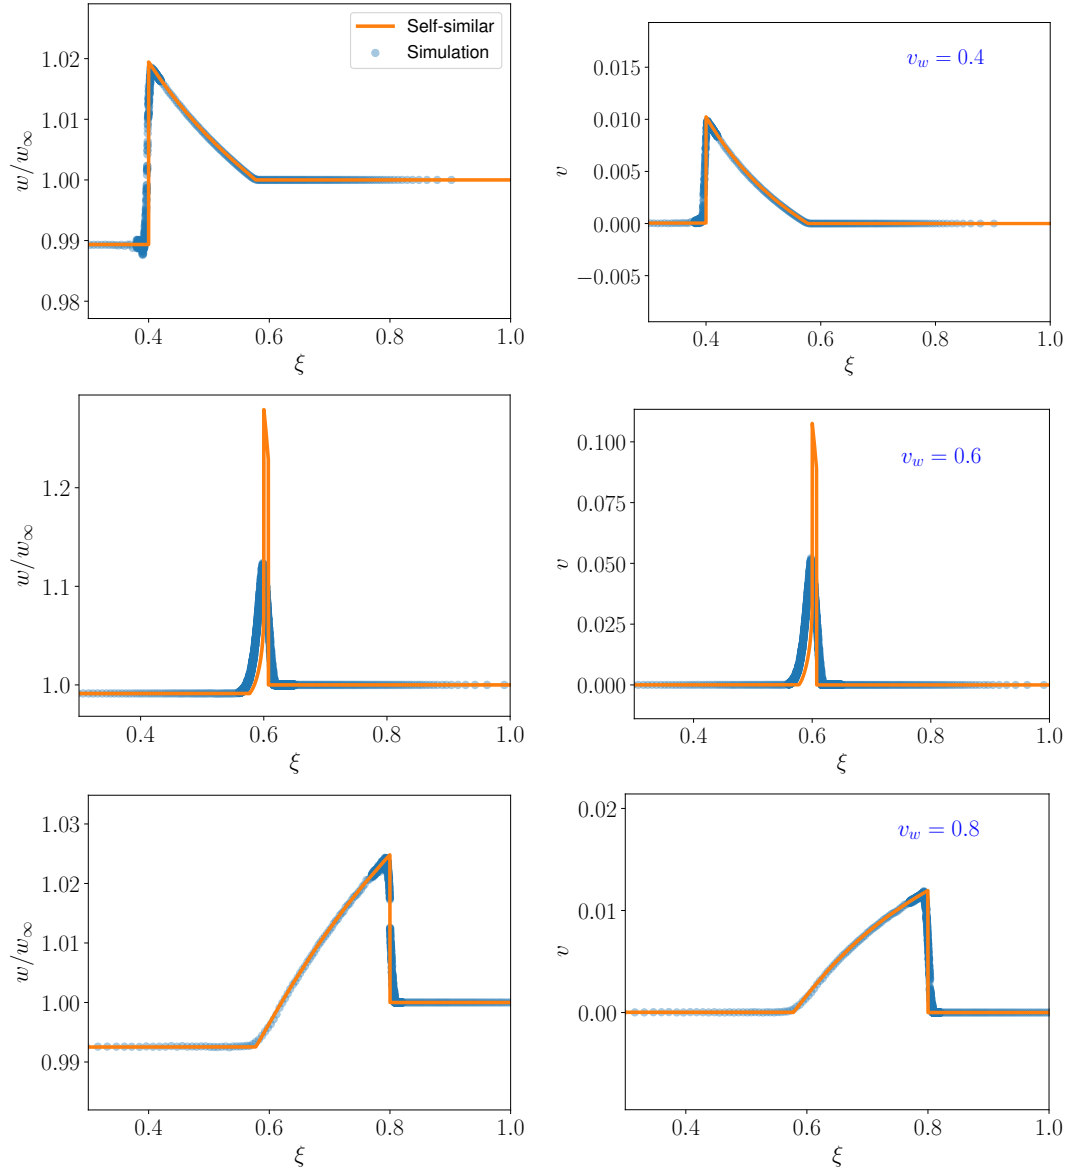 Self-similar
Simulation
w/w∞
1.02
1.01
1.00
0.99
0.98
0.4 0.6 0.8 1.0
ξ
v_w = 0.4
v
0.015
0.010
0.005
0.000
−0.005
0.4 0.6 0.8 1.0
ξ
w/w∞
1.2
1.1
1.0
0.4 0.6 0.8 1.0
ξ
v_w = 0.6
v
0.100
0.075
0.050
0.025
0.000
0.4 0.6 0.8 1.0
ξ
w/w∞
1.03
1.02
1.01
1.00
0.99
0.4 0.6 0.8 1.0
ξ
v_w = 0.8
v
0.02
0.01
0.00
0.4 0.6 0.8 1.0
ξ